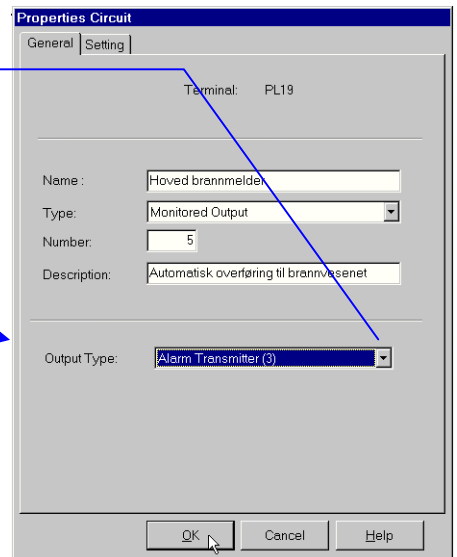 Properties Circuit
General Setting
Terminal: PL19
Name : Hoved brannmelder
Type: Monitored Output
Number: 5
Description: Automatisk overføring til brannvesenet
Output Type: Alarm Transmitter (3)
OK Cancel Help